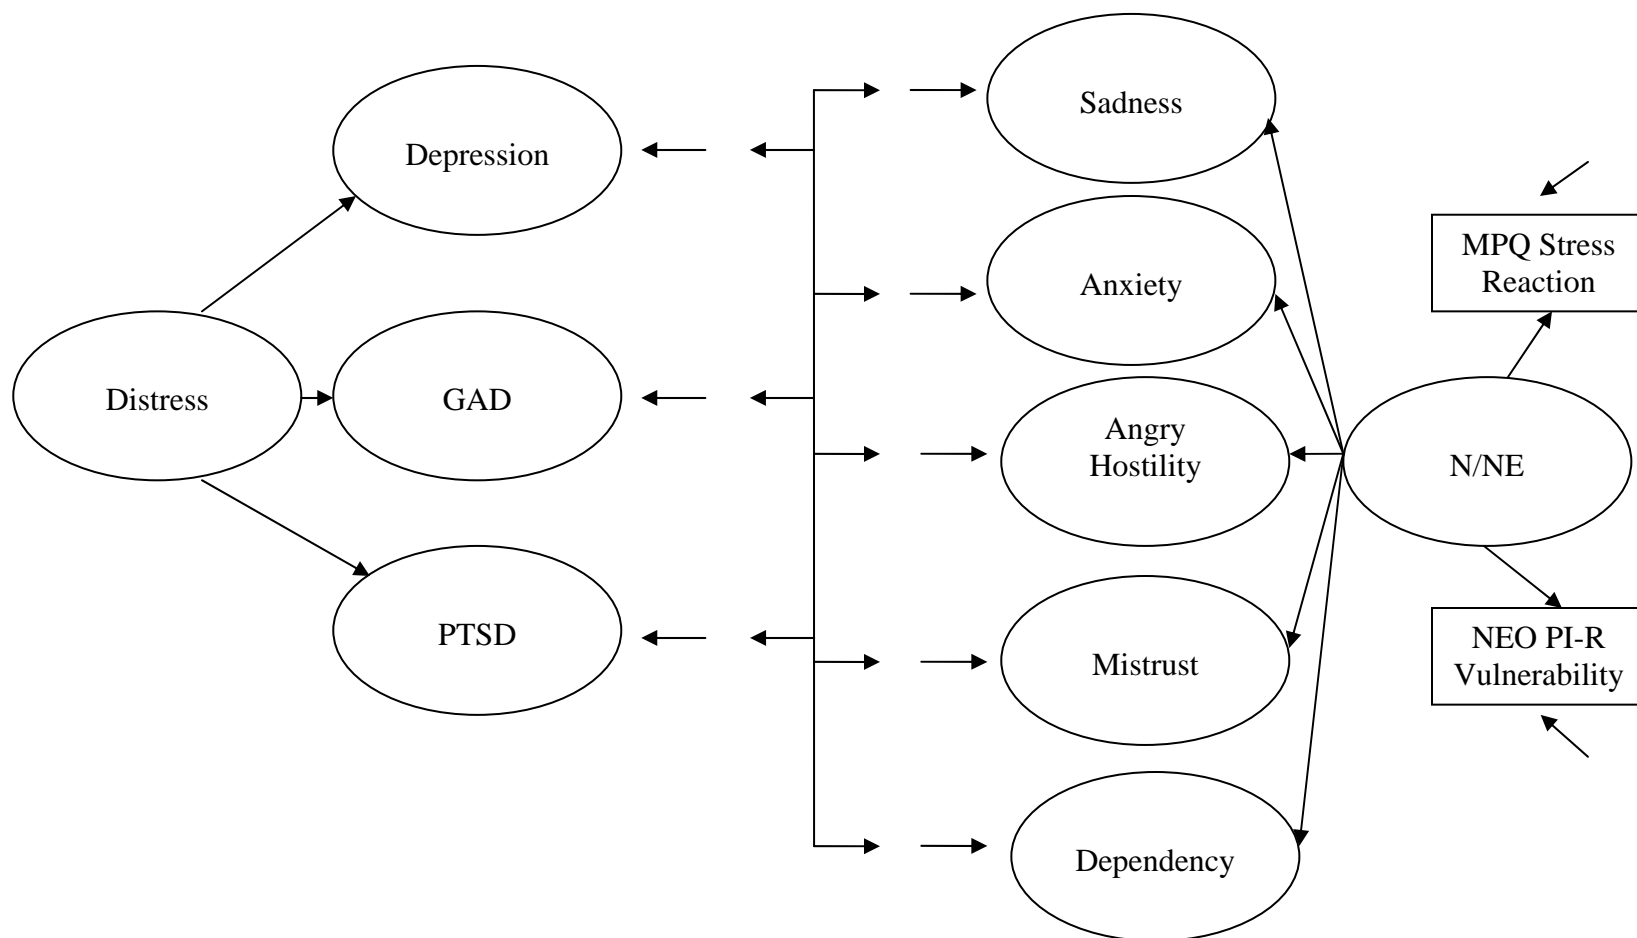 Sadness
Depression
MPQ Stress
Reaction
Anxiety
Distress
GAD
Angry
Hostility
N/NE
PTSD
Mistrust
NEO PI-R
Vulnerability
Dependency